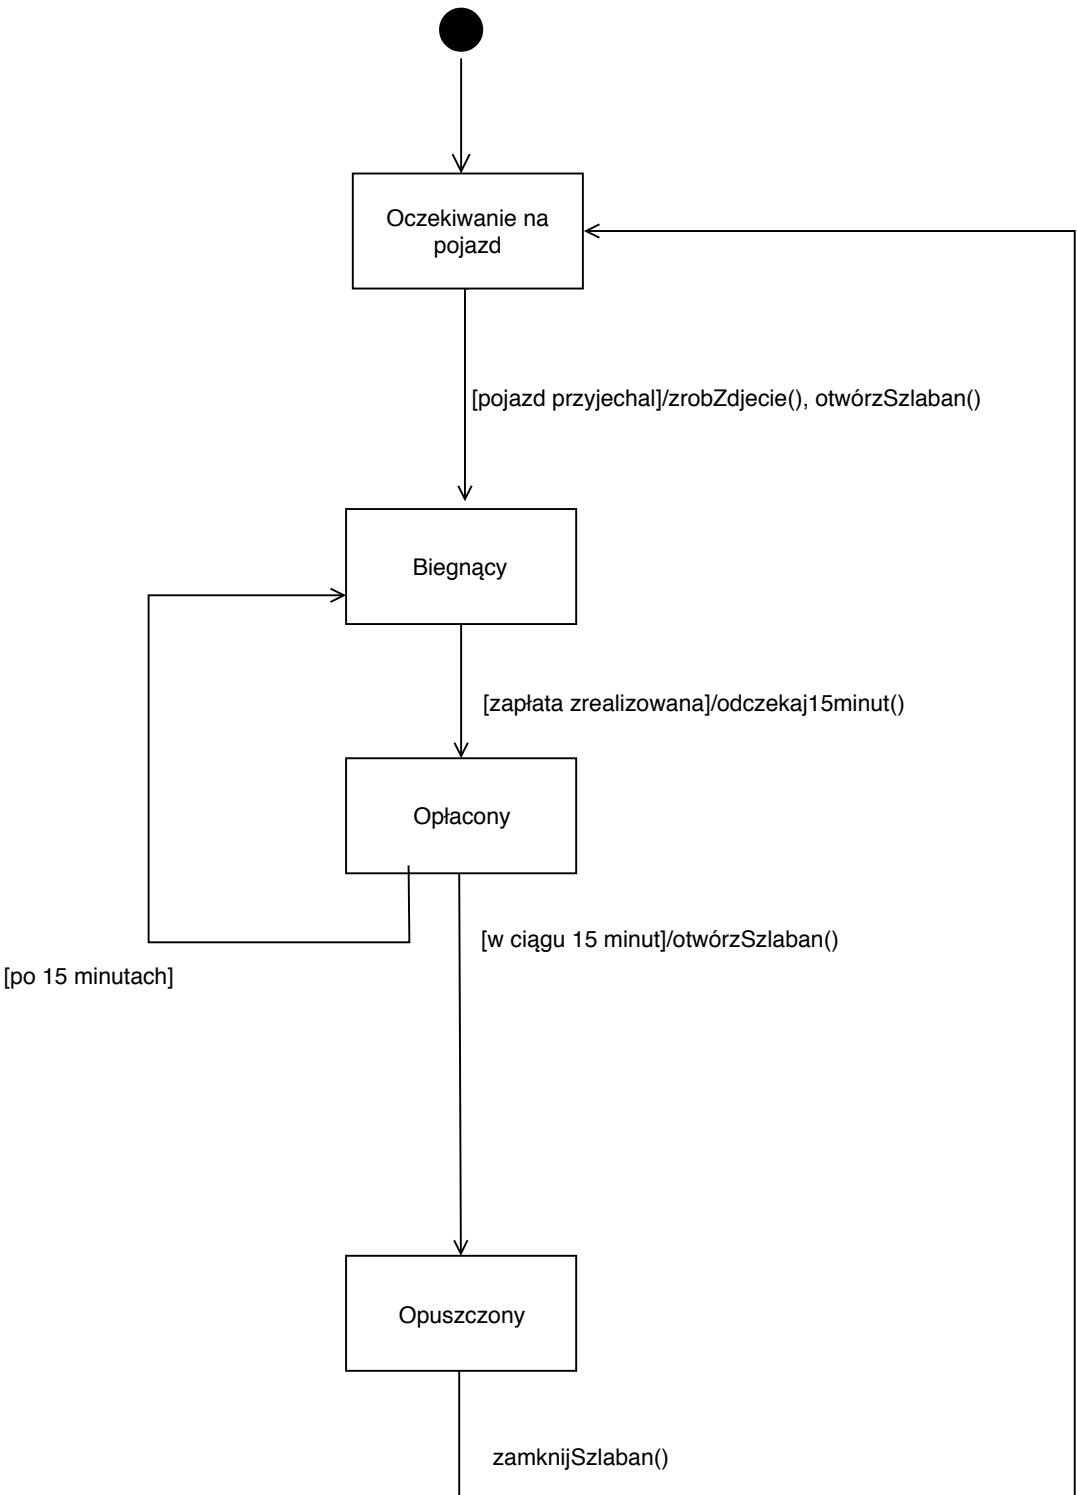 Oczekiwanie na
pojazd
[pojazd przyjechal]/zrobZdjecie(), otwórzSzlaban()
Biegnący
[zapłata zrealizowana]/odczekaj15minut()
Opłacony
[w ciągu 15 minut]/otwórzSzlaban()
[po 15 minutach]
Opuszczony
zamknijSzlaban()